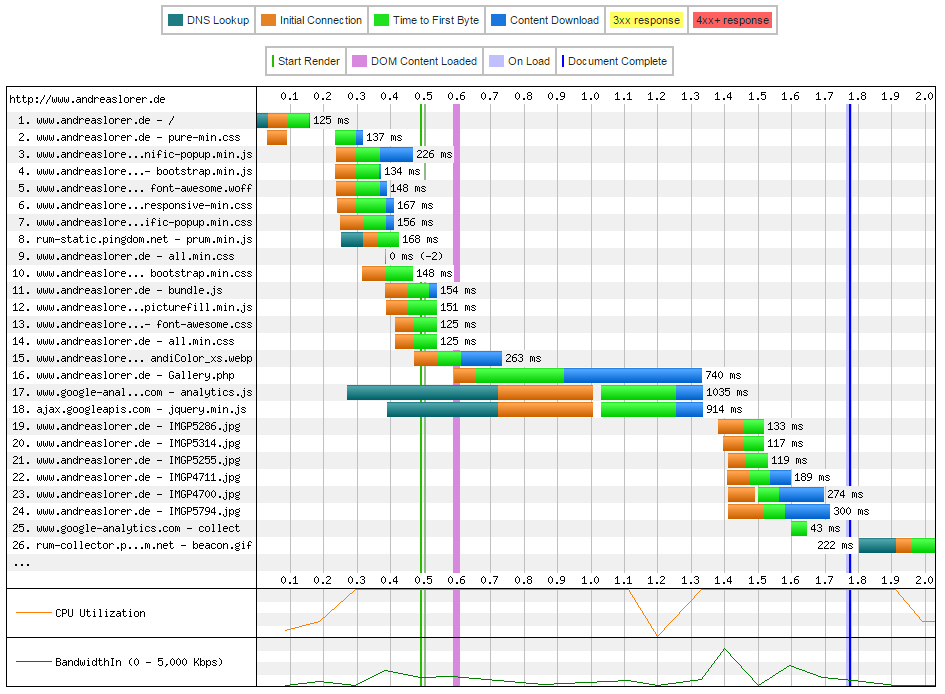 DNS Lookup Initial Connection Time to First Byte Content Download 3xx response 4xx+ response
Start Render DOM Content Loaded On Load Document Complete
http://www.andreaslorer.de 0.1 0.2 0.3 0.4 0.5 0.6 0.7 0.8 0.9 1.0 1.1 1.2 1.3 1.4 1.5 1.6 1.7 1.8 1.9 2.0
1. www.andreaslorer.de - / 125 ms
2. www.andreaslorer.de - pure-min.css 137 ms
3. www.andreaslore...nific-popup.min.js 226 ms
4. www.andreaslore...- bootstrap.min.js 134 ms
5. www.andreaslore... font-awesome.woff 148 ms
6. www.andreaslore...responsive-min.css 167 ms
7. www.andreaslore...ific-popup.min.css 156 ms
8. rum-static.pingdom.net - prum.min.js 168 ms
9. www.andreaslorer.de - all.min.css 0 ms (-2)
10. www.andreaslore... bootstrap.min.css 148 ms
11. www.andreaslorer.de - bundle.js 154 ms
12. www.andreaslore...picturefill.min.js 151 ms
13. www.andreaslore...- font-awesome.css 125 ms
14. www.andreaslorer.de - all.min.css 125 ms
15. www.andreaslore... andiColor_xs.webp 263 ms
16. www.andreaslorer.de - Gallery.php 740 ms
17. www.google-anal...com - analytics.js 1035 ms
18. ajax.googleapis.com - jquery.min.js 914 ms
19. www.andreaslorer.de - IMGP5286.jpg 133 ms
20. www.andreaslorer.de - IMGP5314.jpg 117 ms
21. www.andreaslorer.de - IMGP5255.jpg 119 ms
22. www.andreaslorer.de - IMGP4711.jpg 189 ms
23. www.andreaslorer.de - IMGP4700.jpg 274 ms
24. www.andreaslorer.de - IMGP5794.jpg 300 ms
25. www.google-analytics.com - collect 43 ms
26. rum-collector.p...m.net - beacon.gif 222 ms
...
0.1 0.2 0.3 0.4 0.5 0.6 0.7 0.8 0.9 1.0 1.1 1.2 1.3 1.4 1.5 1.6 1.7 1.8 1.9 2.0
CPU Utilization
BandwidthIn (0 - 5,000 Kbps)